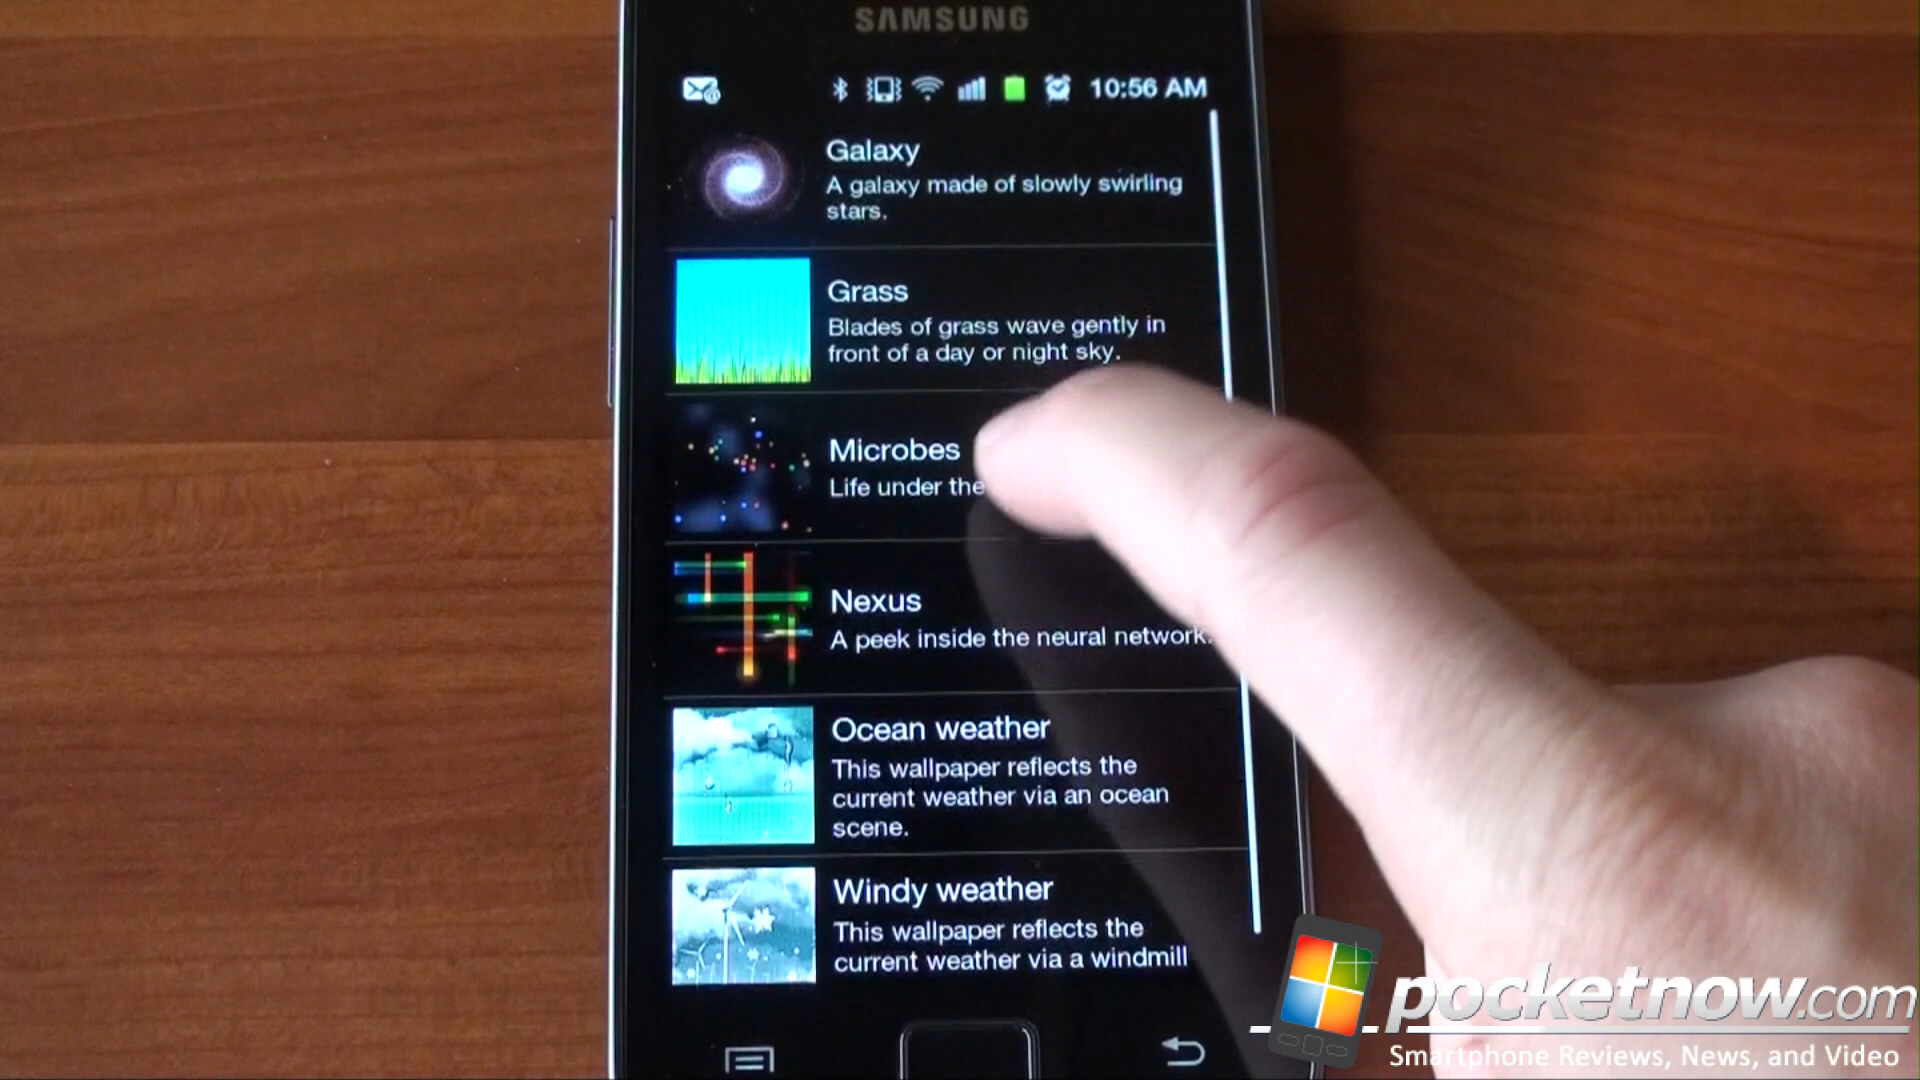 SAMSUNG
10:56 AM
Galaxy
A galaxy made of slowly swirling
stars.
Grass
Blades of grass wave gently in
front of a day or night sky.
Microbes
Life under the
Nexus
A peek inside the neural network.
Ocean weather
This wallpaper reflects the
current weather via an ocean
scene.
Windy weather
This wallpaper reflects the
current weather via a windmill
pocketnow.com
Smartphone Reviews, News, and Video